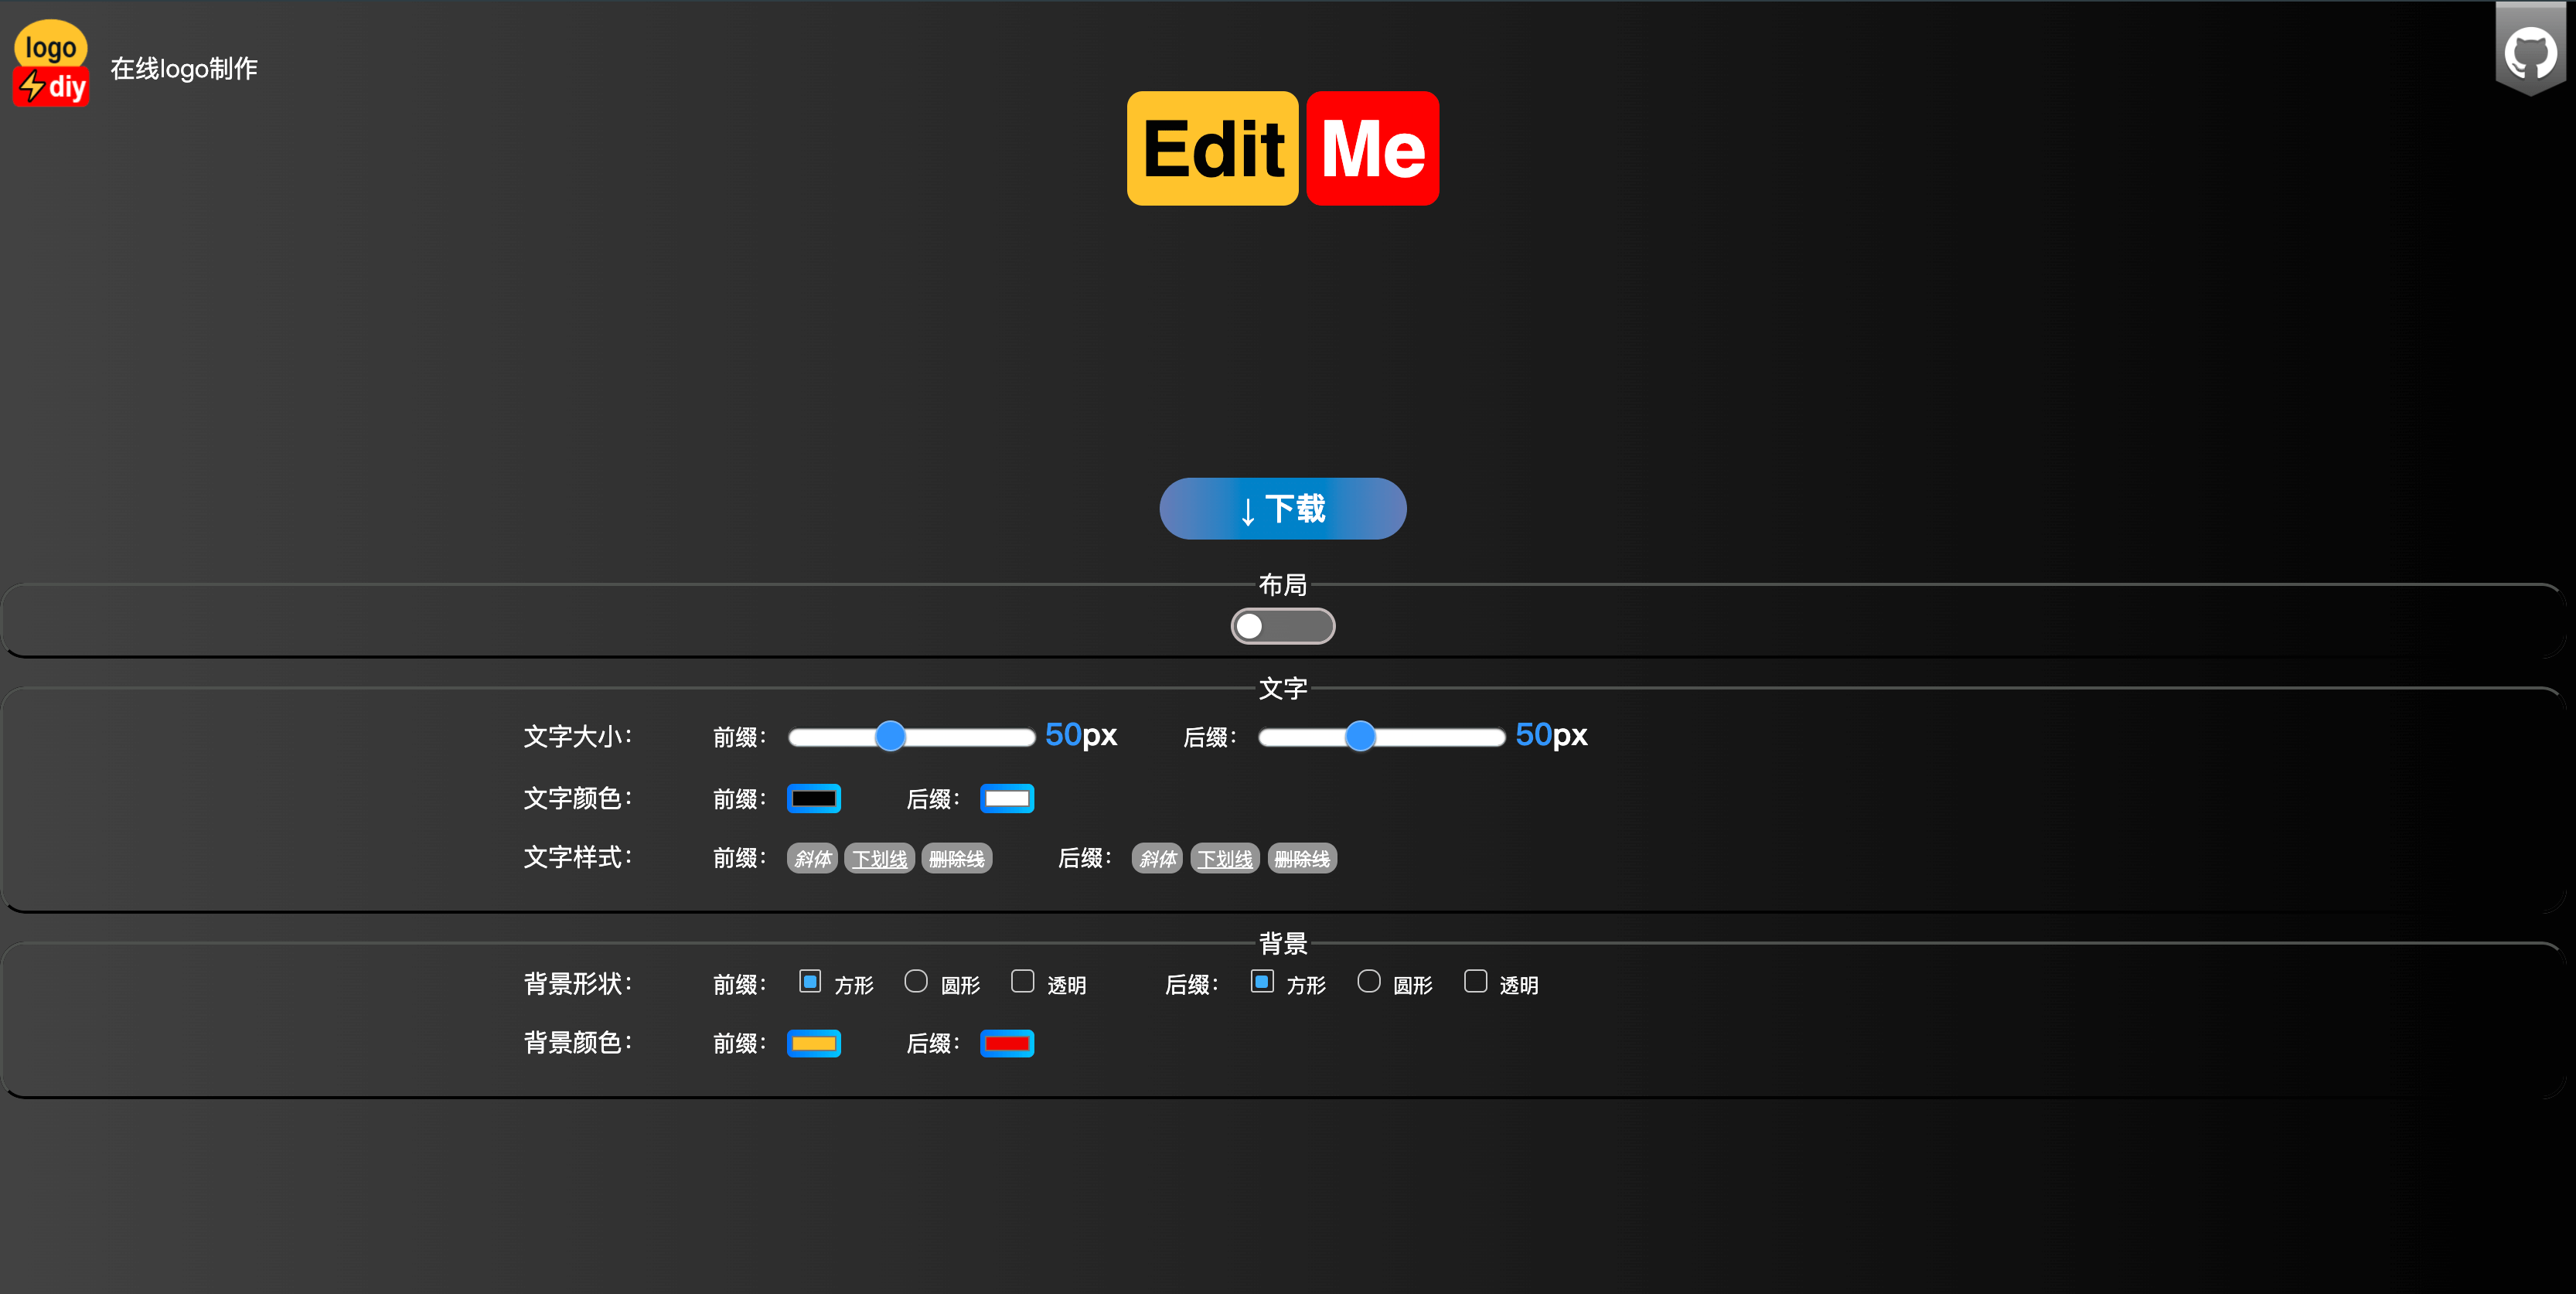 logo
diy
在线logo制作
Edit Me
↓下载
布局
文字
文字大小： 前缀： 50px 后缀： 50px
文字颜色： 前缀： 后缀：
文字样式： 前缀： 斜体 下划线 删除线 后缀： 斜体 下划线 删除线
背景
背景形状： 前缀： 方形 圆形 透明 后缀： 方形 圆形 透明
背景颜色： 前缀： 后缀：